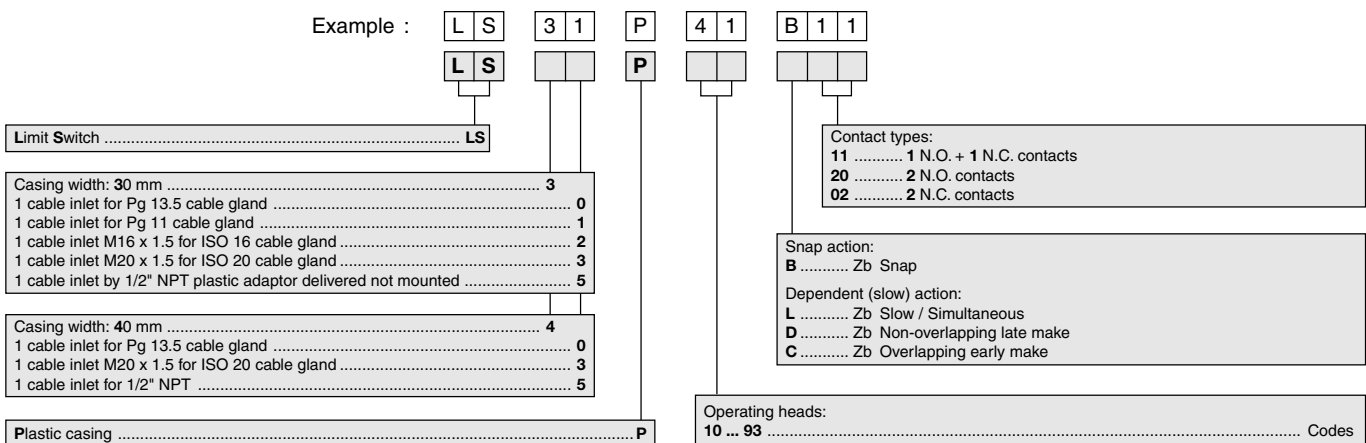 Example : L S 3 1 P 4 1 B 1 1
L S P
Limit Switch .......... LS
Casing width: 30 mm .......... 3
1 cable inlet for Pg 13.5 cable gland .......... 0
1 cable inlet for Pg 11 cable gland .......... 1
1 cable inlet M16 x 1.5 for ISO 16 cable gland .......... 2
1 cable inlet M20 x 1.5 for ISO 20 cable gland .......... 3
1 cable inlet by 1/2" NPT plastic adaptor delivered not mounted .......... 5
Casing width: 40 mm .......... 4
1 cable inlet for Pg 13.5 cable gland .......... 0
1 cable inlet M20 x 1.5 for ISO 20 cable gland .......... 3
1 cable inlet for 1/2" NPT .......... 5
Plastic casing .......... P
Contact types:
11 ........... 1 N.O. + 1 N.C. contacts
20 ........... 2 N.O. contacts
02 ........... 2 N.C. contacts
Snap action:
B ........... Zb Snap
Dependent (slow) action:
L ........... Zb Slow / Simultaneous
D ........... Zb Non-overlapping late make
C ........... Zb Overlapping early make
Operating heads:
10 ... 93 .......... Codes